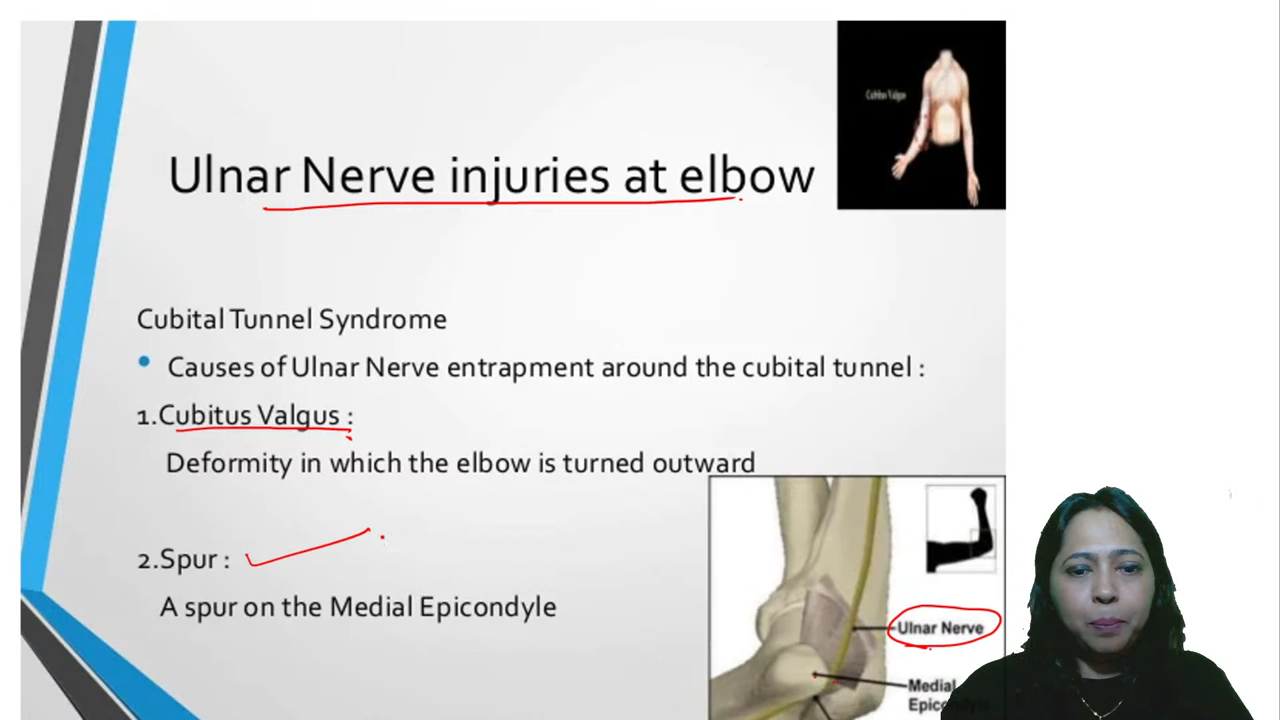 Cubitus Valgus
Ulnar Nerve injuries at elbow
Cubital Tunnel Syndrome
• Causes of Ulnar Nerve entrapment around the cubital tunnel :
1.Cubitus Valgus :
Deformity in which the elbow is turned outward
2.Spur :
A spur on the Medial Epicondyle
Ulnar Nerve
Medial
Epicondyle